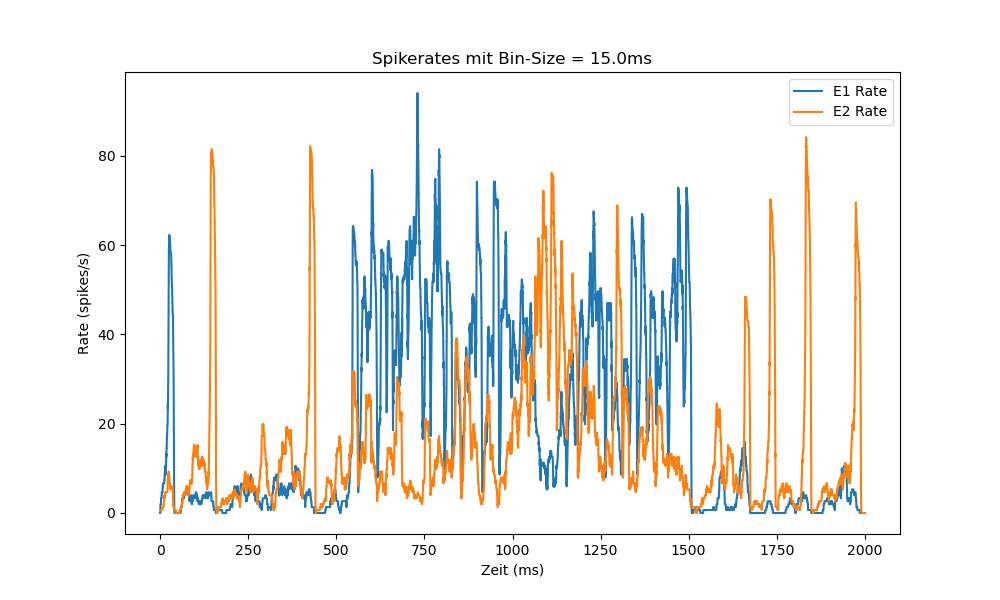 Spikerates mit Bin-Size = 15.0ms
E1 Rate
E2 Rate
Rate (spikes/s)
80
60
40
20
0
0 250 500 750 1000 1250 1500 1750 2000
Zeit (ms)